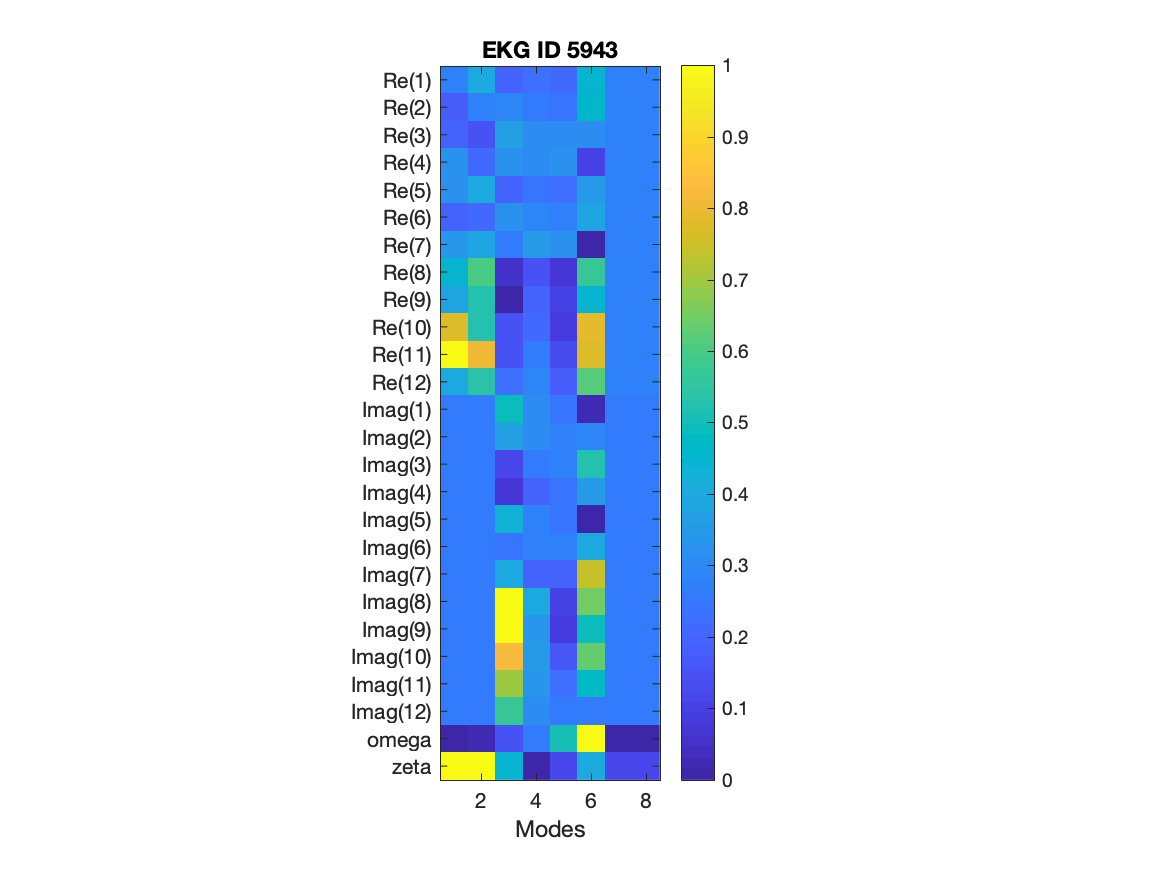 EKG ID 5943
Re(1)
Re(2)
Re(3)
Re(4)
Re(5)
Re(6)
Re(7)
Re(8)
Re(9)
Re(10)
Re(11)
Re(12)
Imag(1)
Imag(2)
Imag(3)
Imag(4)
Imag(5)
Imag(6)
Imag(7)
Imag(8)
Imag(9)
Imag(10)
Imag(11)
Imag(12)
omega
zeta
2 4 6 8
Modes
1
0.9
0.8
0.7
0.6
0.5
0.4
0.3
0.2
0.1
0